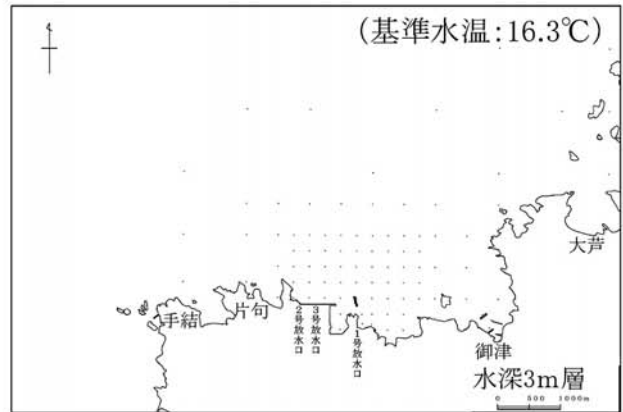 (基準水温:16.3℃)
大芦
手結
片句
2号放水口
3号放水口
1号放水口
御津
水深3m層
0 500 1000m